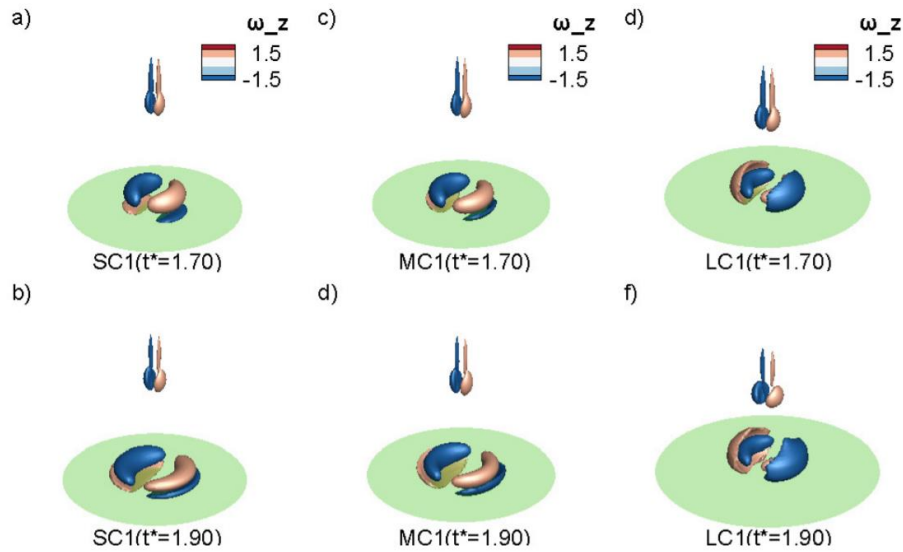 a)
ω_z
1.5
-1.5
c)
ω_z
1.5
-1.5
d)
ω_z
1.5
-1.5
SC1(t*=1.70)
MC1(t*=1.70)
LC1(t*=1.70)
b)
d)
f)
SC1(t*=1.90)
MC1(t*=1.90)
LC1(t*=1.90)